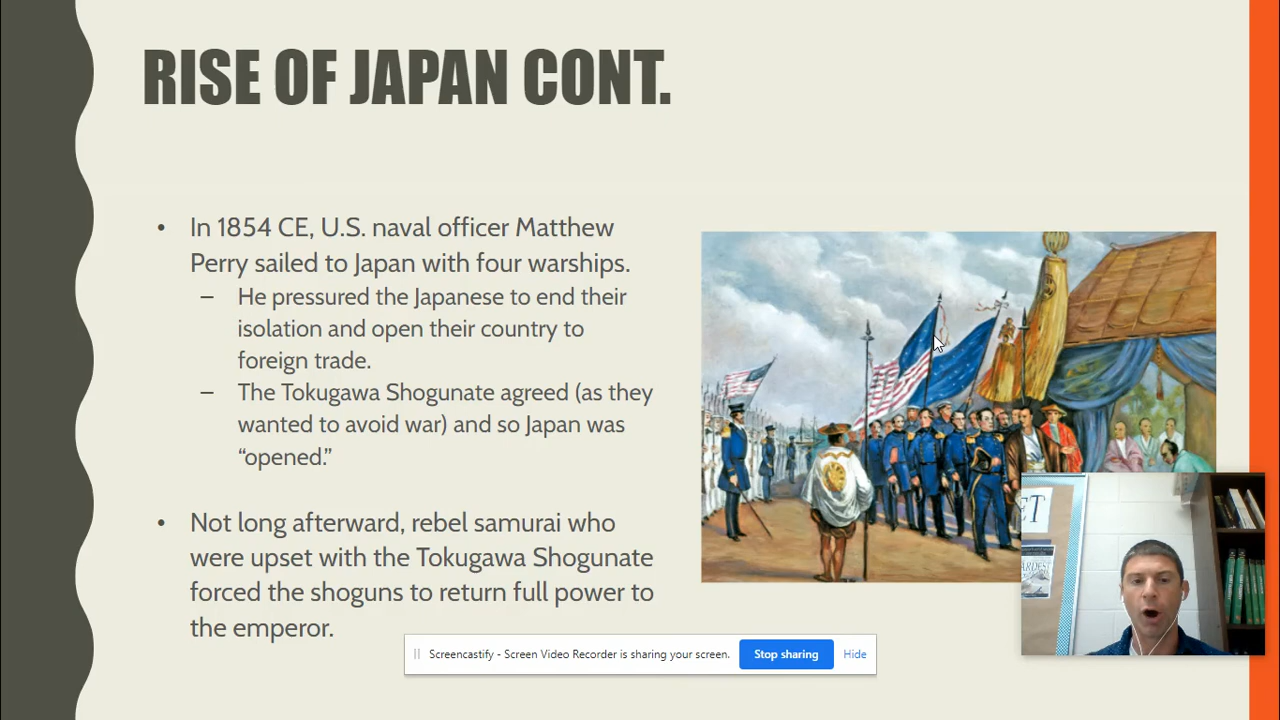 RISE OF JAPAN CONT.
• In 1854 CE, U.S. naval officer Matthew
Perry sailed to Japan with four warships.
– He pressured the Japanese to end their
isolation and open their country to
foreign trade.
– The Tokugawa Shogunate agreed (as they
wanted to avoid war) and so Japan was
“opened.”
• Not long afterward, rebel samurai who
were upset with the Tokugawa Shogunate
forced the shoguns to return full power to
the emperor.
ET
ARDEST
Screencastify - Screen Video Recorder is sharing your screen.
Stop sharing
Hide